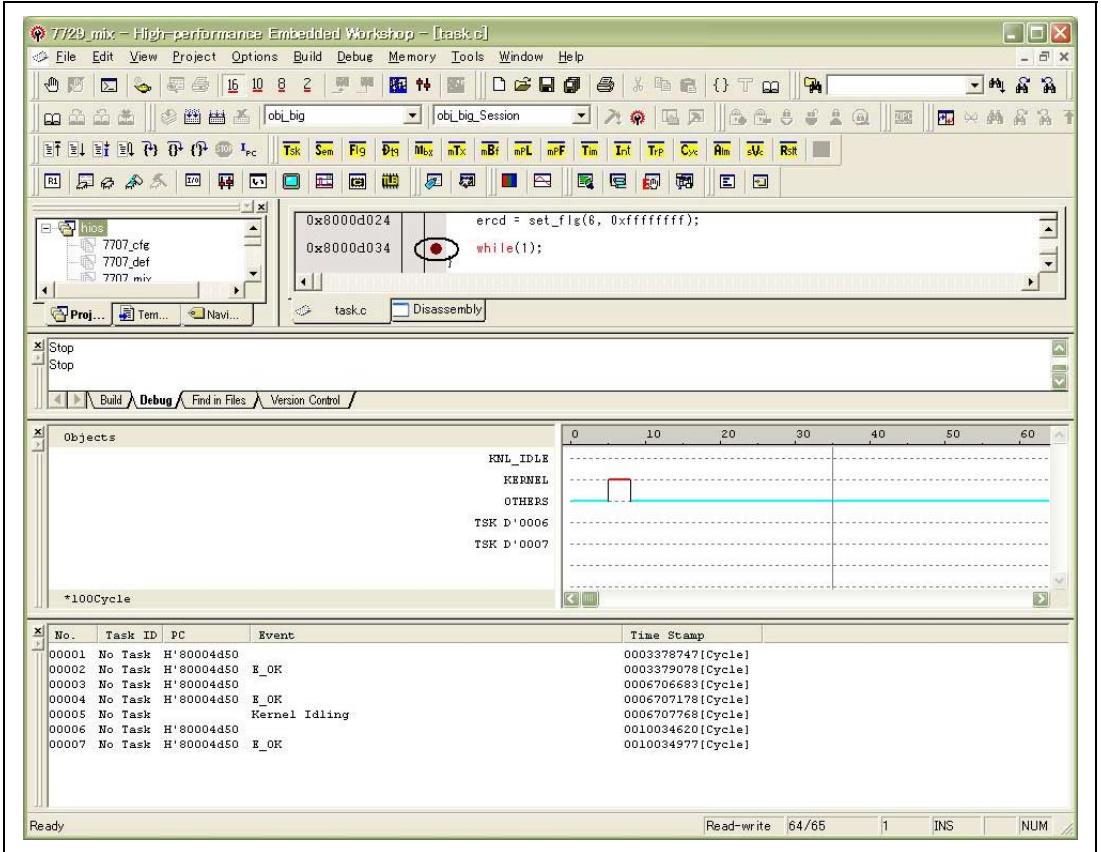 7729_mix - High-performance Embedded Workshop - [task.c]
File Edit View Project Options Build Debug Memory Tools Window Help
16 10 8 2
obj_big obj_big_Session
Tsk Sem Flg Dtq Mbx mTx mBf mPL mPF Tim Int Trp Cyc Alm sVc Rstt
hios
7707_cfg
7707_def
7707_mix
0x8000d024 ercd = set_flg(6, 0xffffffff);
0x8000d034 while(1);
}
Proj... Tem... Navi...
task.c Disassembly
Stop
Stop
Build Debug Find in Files Version Control
Objects 0 10 20 30 40 50 60
KNL_IDLE
KERNEL
OTHERS
TSK D'0006
TSK D'0007
*100Cycle
No. Task ID PC Event Time Stamp
00001 No Task H'80004d50 0003378747[Cycle]
00002 No Task H'80004d50 E_OK 0003379078[Cycle]
00003 No Task H'80004d50 0006706683[Cycle]
00004 No Task H'80004d50 E_OK 0006707178[Cycle]
00005 No Task Kernel Idling 0006707768[Cycle]
00006 No Task H'80004d50 0010034620[Cycle]
00007 No Task H'80004d50 E_OK 0010034977[Cycle]
Ready Read-write 64/65 1 INS NUM